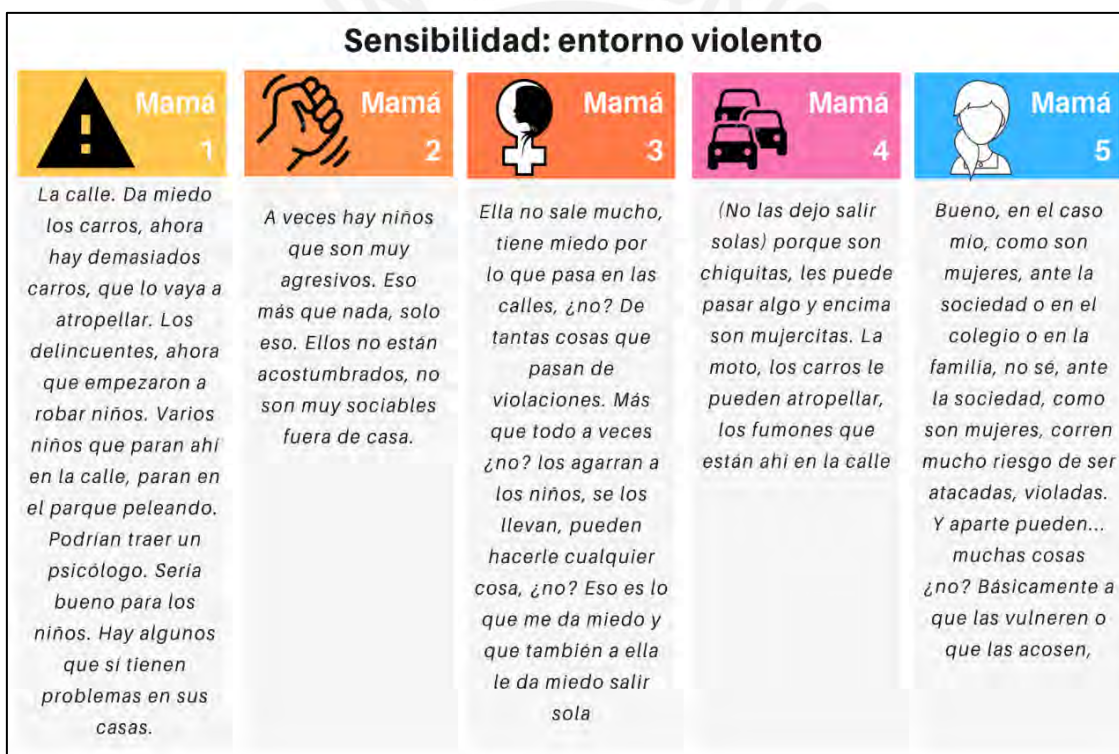 Sensibilidad: entorno violento
Mamá
1
La calle. Da miedo
los carros, ahora
hay demasiados
carros, que lo vaya a
atropellar. Los
delincuentes, ahora
que empezaron a
robar niños. Varios
niños que paran ahí
en la calle, paran en
el parque peleando.
Podrían traer un
psicólogo. Sería
bueno para los
niños. Hay algunos
que sí tienen
problemas en sus
casas.
Mamá
2
A veces hay niños
que son muy
agresivos. Eso
más que nada, solo
eso. Ellos no están
acostumbrados, no
son muy sociables
fuera de casa.
Mamá
3
Ella no sale mucho,
tiene miedo por
lo que pasa en las
calles, ¿no? De
tantas cosas que
pasan de
violaciones. Más
que todo a veces
¿no? los agarran a
los niños, se los
llevan, pueden
hacerle cualquier
cosa, ¿no? Eso es lo
que me da miedo y
que también a ella
le da miedo salir
sola
Mamá
4
(No las dejo salir
solas) porque son
chiquitas, les puede
pasar algo y encima
son mujercitas. La
moto, los carros le
pueden atropellar,
los fumones que
están ahí en la calle
Mamá
5
Bueno, en el caso
mío, como son
mujeres, ante la
sociedad o en el
colegio o en la
familia, no sé, ante
la sociedad, como
son mujeres, corren
mucho riesgo de ser
atacadas, violadas.
Y aparte pueden...
muchas cosas
¿no? Básicamente a
que las vulneren o
que las acosen,